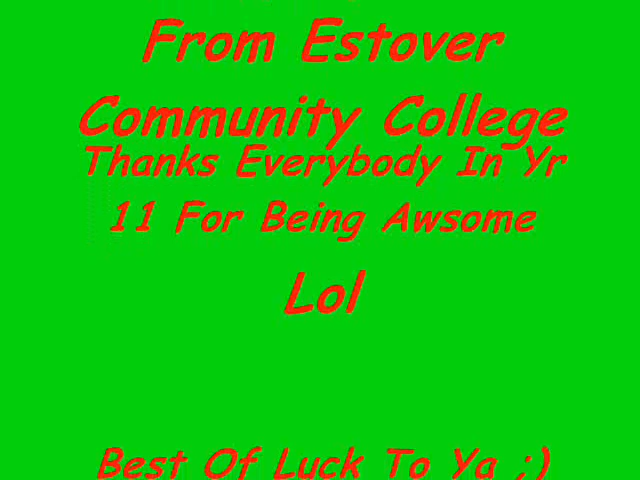 From Estover
Community College
Thanks Everybody In Yr
11 For Being Awsome
Lol
Best Of Luck To Ya ;)